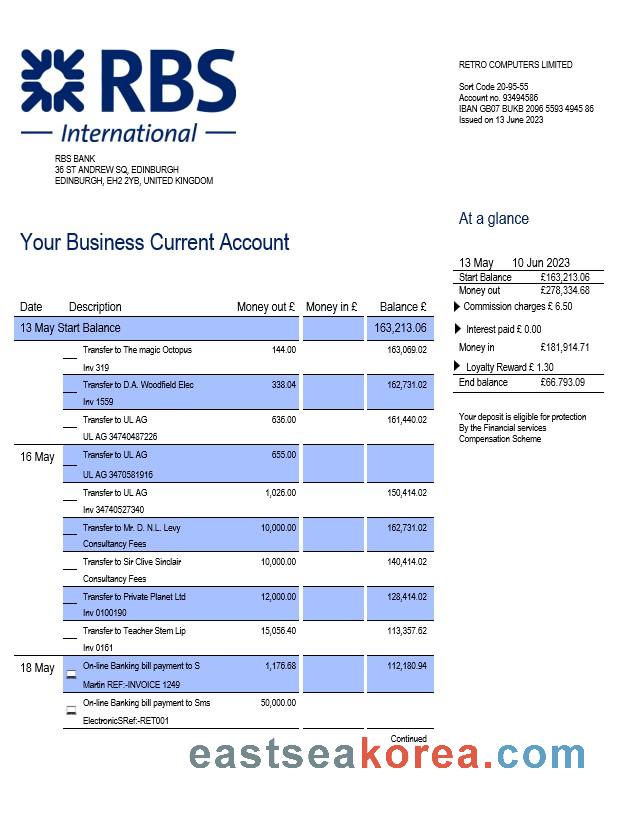 RBS
International
RETRO COMPUTERS LIMITED
Sort Code 20-95-55
Account no. 93494586
IBAN GB07 BUKB 2096 5593 4945 86
Issued on 13 June 2023
RBS BANK
36 ST ANDREW SQ, EDINBURGH
EDINBURGH, EH2 2YB, UNITED KINGDOM
At a glance
Your Business Current Account
13 May 10 Jun 2023
Start Balance £163,213.06
Money out £278,334.68
Commission charges £ 6.50
Interest paid £ 0.00
Money in £181,914.71
Loyalty Reward £ 1.30
End balance £66.793.09
Your deposit is eligible for protection
By the Financial services
Compensation Scheme
Date Description Money out £ Money in £ Balance £
13 May Start Balance 163,213.06
Transfer to The magic Octopus 144.00 163,069.02
Inv 319
Transfer to D.A. Woodfield Elec 338.04 162,731.02
Inv 1559
Transfer to UL AG 636.00 161,440.02
UL AG 34740487226
16 May Transfer to UL AG 655.00
UL AG 3470581916
Transfer to UL AG 1,026.00 150,414.02
Inv 34740527340
Transfer to Mr. D. N.L. Levy 10,000.00 162,731.02
Consultancy Fees
Transfer to Sir Clive Sinclair 10,000.00 140,414.02
Consultancy Fees
Transfer to Private Planet Ltd 12,000.00 128,414.02
Inv 0100190
Transfer to Teacher Stem Lip 15,056.40 113,357.62
Inv 0161
18 May On-line Banking bill payment to S 1,176.68 112,180.94
Martin REF:-INVOICE 1249
On-line Banking bill payment to Sms 50,000.00
ElectronicSRef:-RET001
Continued
eastseakorea.com